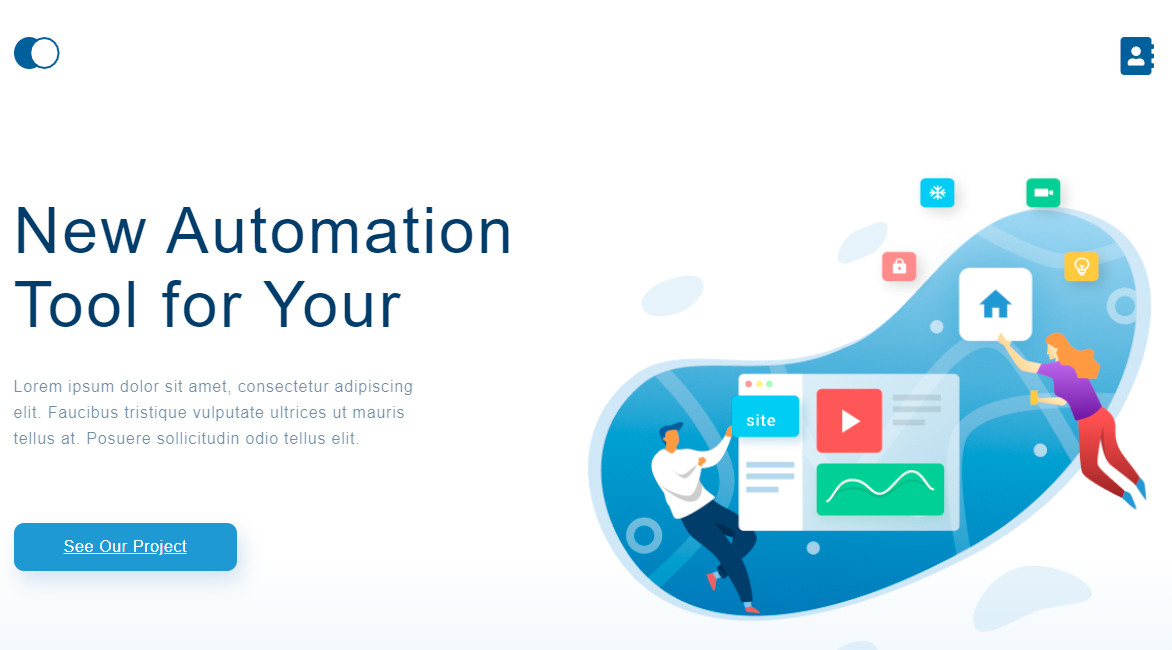 New Automation
Tool for Your
Lorem ipsum dolor sit amet, consectetur adipiscing
elit. Faucibus tristique vulputate ultrices ut mauris
tellus at. Posuere sollicitudin odio tellus elit.
site
See Our Project